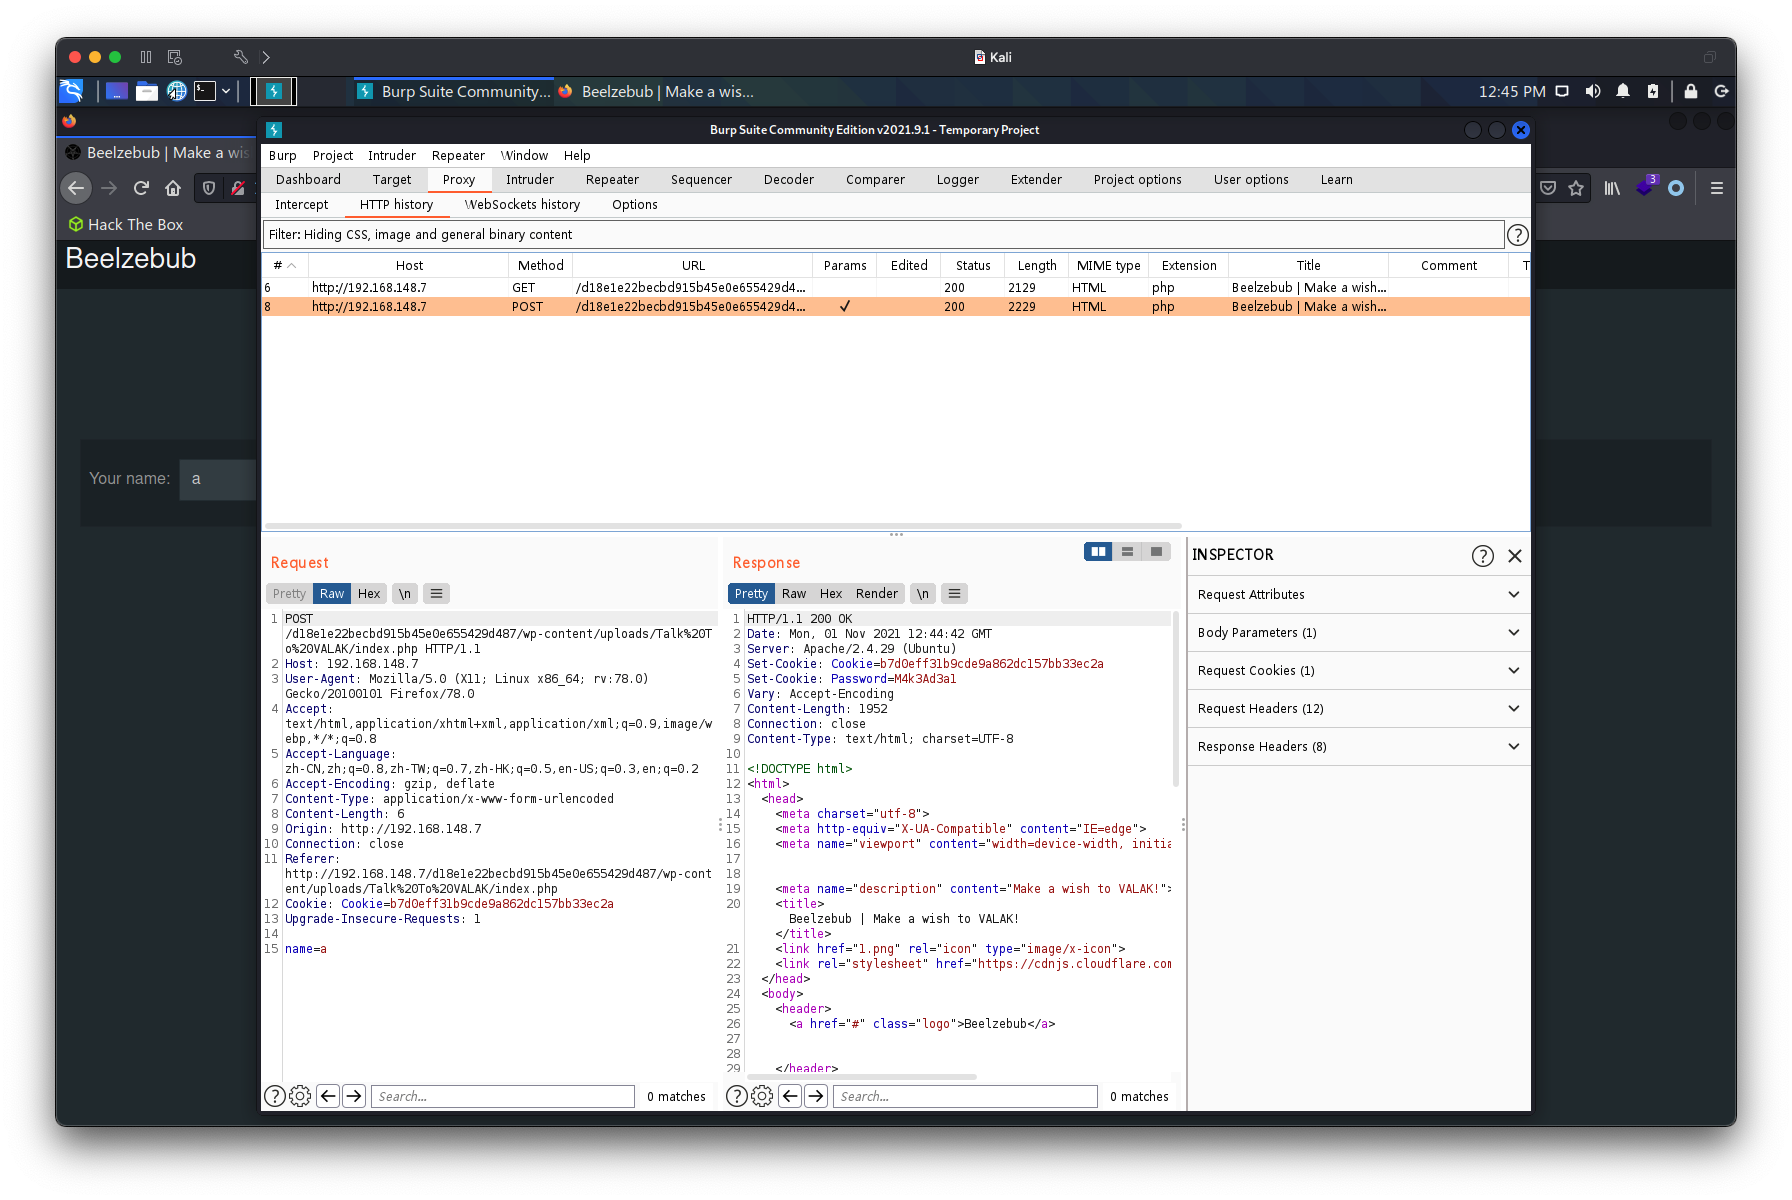 Kali
Burp Suite Community...
Beelzebub | Make a wis...
12:45 PM
Beelzebub | Make a wis
Hack The Box
3
Beelzebub
Your name:
a
Burp Suite Community Edition v2021.9.1 - Temporary Project
Burp Project Intruder Repeater Window Help
Dashboard Target Proxy Intruder Repeater Sequencer Decoder Comparer Logger Extender Project options User options Learn
Intercept HTTP history WebSockets history Options
Filter: Hiding CSS, image and general binary content
?
# Host Method URL Params Edited Status Length MIME type Extension Title Comment T
6 http://192.168.148.7 GET /d18e1e22becbd915b45e0e655429d4... 200 2129 HTML php Beelzebub | Make a wish...
8 http://192.168.148.7 POST /d18e1e22becbd915b45e0e655429d4... ✓ 200 2229 HTML php Beelzebub | Make a wish...
Request
Pretty Raw Hex \n
1 POST
/d18e1e22becbd915b45e0e655429d487/wp-content/uploads/Talk%20T
o%20VALAK/index.php HTTP/1.1
2 Host: 192.168.148.7
3 User-Agent: Mozilla/5.0 (X11; Linux x86_64; rv:78.0)
Gecko/20100101 Firefox/78.0
4 Accept:
text/html,application/xhtml+xml,application/xml;q=0.9,image/w
ebp,*/*;q=0.8
5 Accept-Language:
zh-CN,zh;q=0.8,zh-TW;q=0.7,zh-HK;q=0.5,en-US;q=0.3,en;q=0.2
6 Accept-Encoding: gzip, deflate
7 Content-Type: application/x-www-form-urlencoded
8 Content-Length: 6
9 Origin: http://192.168.148.7
10 Connection: close
11 Referer:
http://192.168.148.7/d18e1e22becbd915b45e0e655429d487/wp-cont
ent/uploads/Talk%20To%20VALAK/index.php
12 Cookie: Cookie=b7d0eff31b9cde9a862dc157bb33ec2a
13 Upgrade-Insecure-Requests: 1
14
15 name=a
? Search... 0 matches
Response
Pretty Raw Hex Render \n
1 HTTP/1.1 200 OK
2 Date: Mon, 01 Nov 2021 12:44:42 GMT
3 Server: Apache/2.4.29 (Ubuntu)
4 Set-Cookie: Cookie=b7d0eff31b9cde9a862dc157bb33ec2a
5 Set-Cookie: Password=M4k3Ad3a1
6 Vary: Accept-Encoding
7 Content-Length: 1952
8 Connection: close
9 Content-Type: text/html; charset=UTF-8
10
11 <!DOCTYPE html>
12 <html>
13 <head>
14 <meta charset="utf-8">
15 <meta http-equiv="X-UA-Compatible" content="IE=edge">
16 <meta name="viewport" content="width=device-width, initia
17
18
19 <meta name="description" content="Make a wish to VALAK!">
20 <title>
Beelzebub | Make a wish to VALAK!
</title>
21 <link href="1.png" rel="icon" type="image/x-icon">
22 <link rel="stylesheet" href="https://cdnjs.cloudflare.com
23 </head>
24 <body>
25 <header>
26 <a href="#" class="logo">Beelzebub</a>
27
28
29 </header>
? Search... 0 matches
INSPECTOR
?
Request Attributes
Body Parameters (1)
Request Cookies (1)
Request Headers (12)
Response Headers (8)